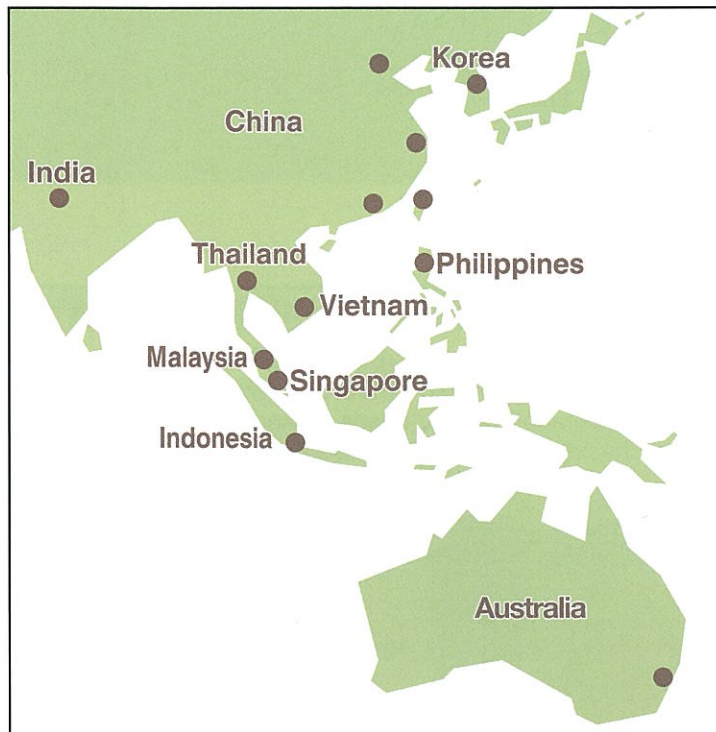 Korea
China
India
Thailand
Philippines
Vietnam
Malaysia
Singapore
Indonesia
Australia